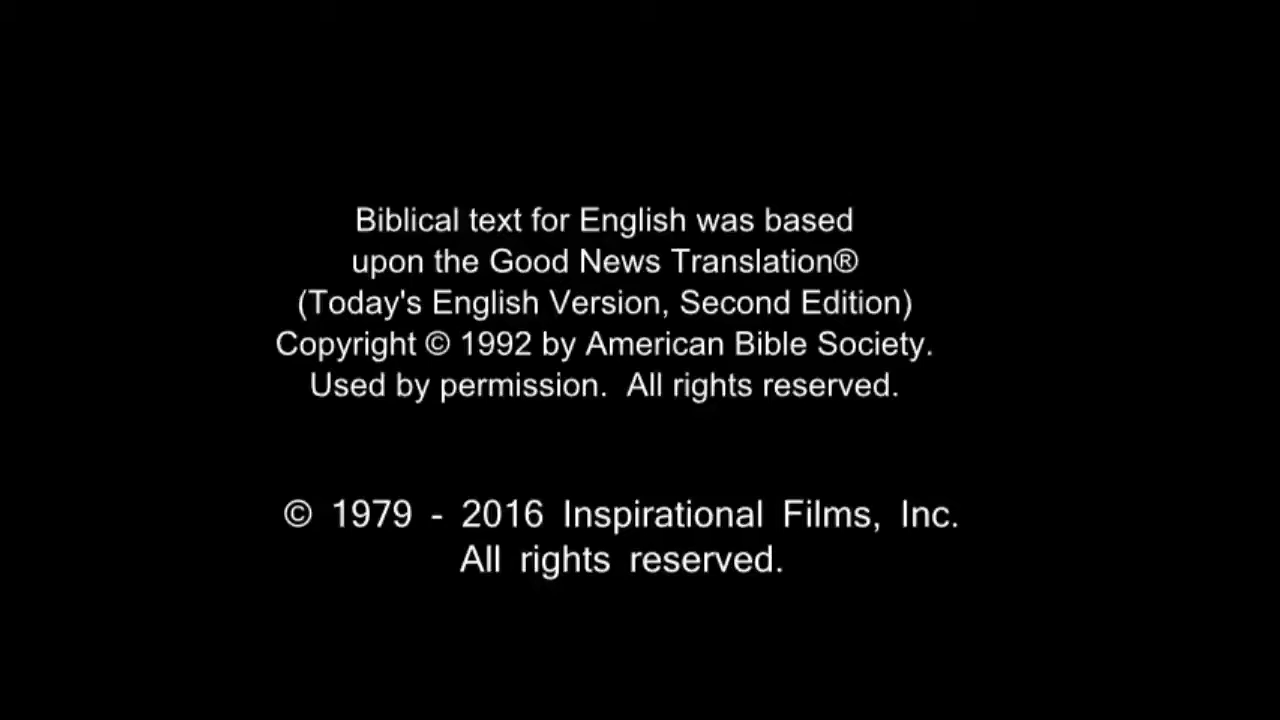 Biblical text for English was based
upon the Good News Translation®
(Today's English Version, Second Edition)
Copyright © 1992 by American Bible Society.
Used by permission.  All rights reserved.
© 1979 - 2016 Inspirational Films, Inc.
All rights reserved.